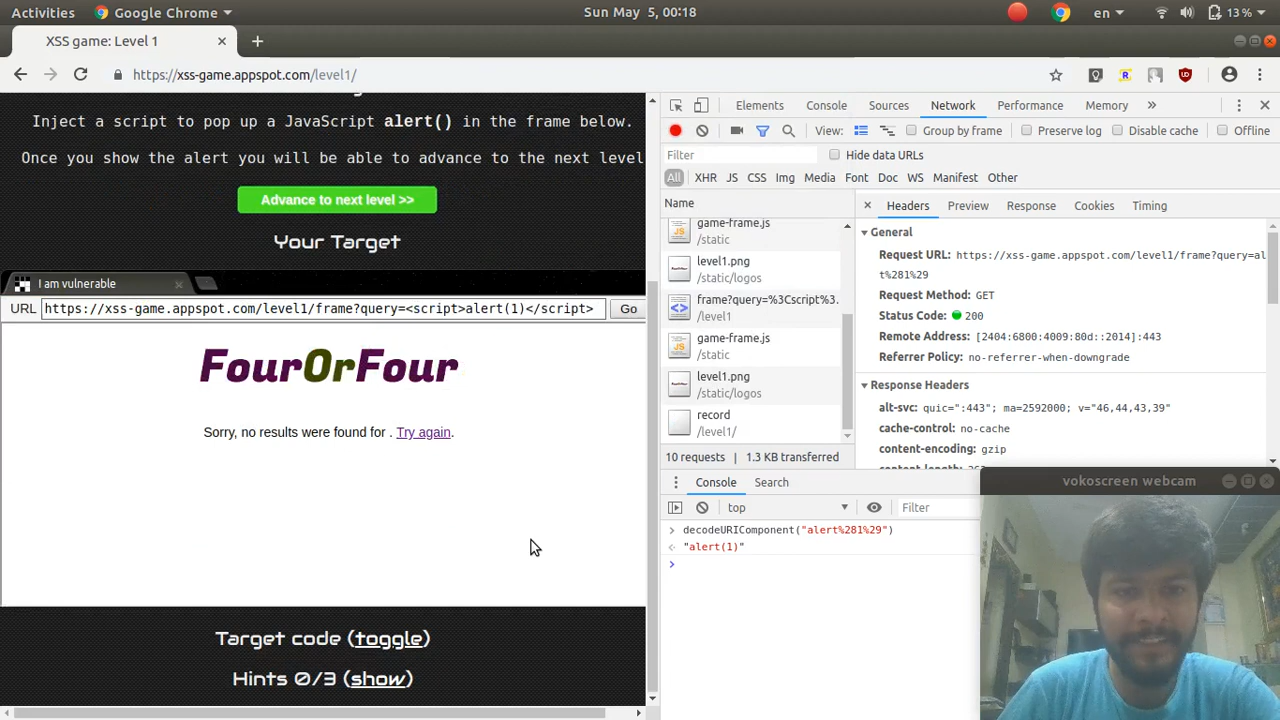 Activities Google Chrome Sun May 5, 00:18 en 13 %
XSS game: Level 1
https://xss-game.appspot.com/level1/
Inject a script to pop up a JavaScript alert() in the frame below.
Once you show the alert you will be able to advance to the next level
Advance to next level >>
Your Target
I am vulnerable
URL https://xss-game.appspot.com/level1/frame?query=<script>alert(1)</script> Go
FourOrFour
Sorry, no results were found for . Try again.
Target code (toggle)
Hints 0/3 (show)
Elements Console Sources Network Performance Memory »
View: Group by frame Preserve log Disable cache Offline
Filter Hide data URLs
All XHR JS CSS Img Media Font Doc WS Manifest Other
Name
game-frame.js
/static
level1.png
/static/logos
frame?query=%3Cscript%3.
/level1
game-frame.js
/static
level1.png
/static/logos
record
/level1/
10 requests | 1.3 KB transferred
Headers Preview Response Cookies Timing
General
Request URL: https://xss-game.appspot.com/level1/frame?query=al
t%281%29
Request Method: GET
Status Code: 200
Remote Address: [2404:6800:4009:80d::2014]:443
Referrer Policy: no-referrer-when-downgrade
Response Headers
alt-svc: quic=":443"; ma=2592000; v="46,44,43,39"
cache-control: no-cache
content-encoding: gzip
Console Search
top Filter
> decodeURIComponent("alert%281%29")
"alert(1)"
>
vokoscreen webcam